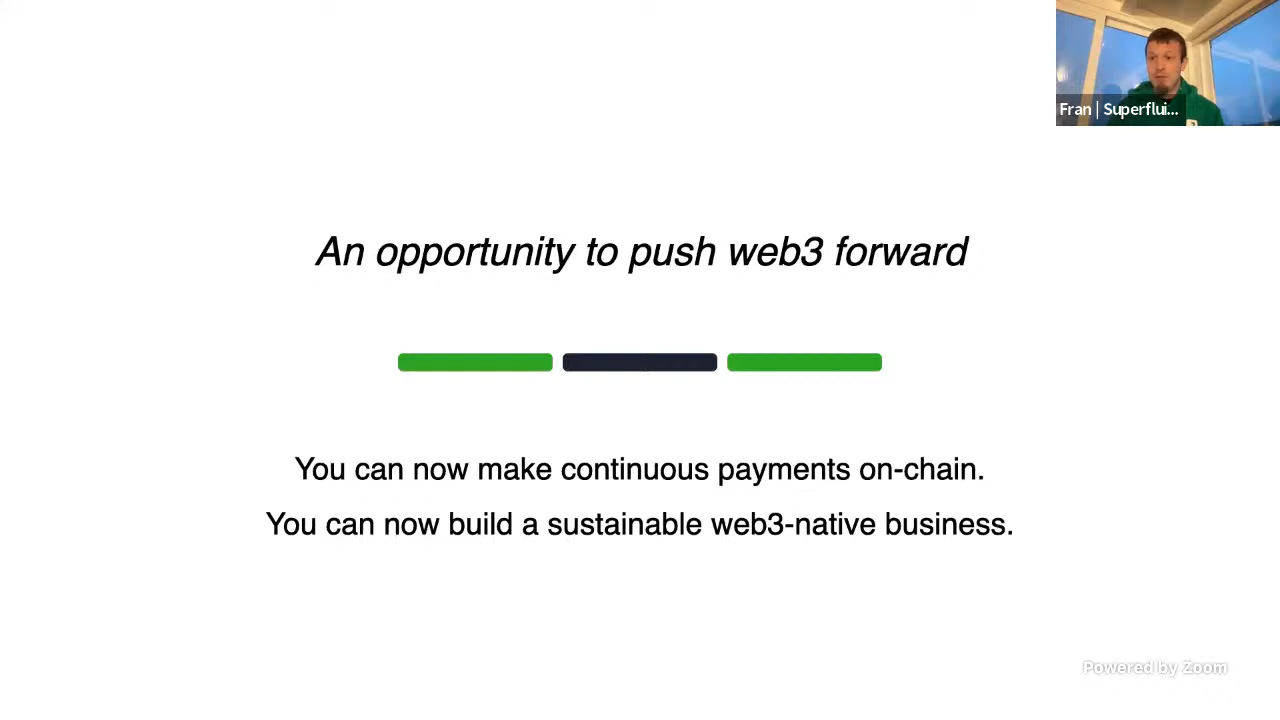 Fran | Superflui...
An opportunity to push web3 forward
You can now make continuous payments on-chain.
You can now build a sustainable web3-native business.
Powered by Zoom